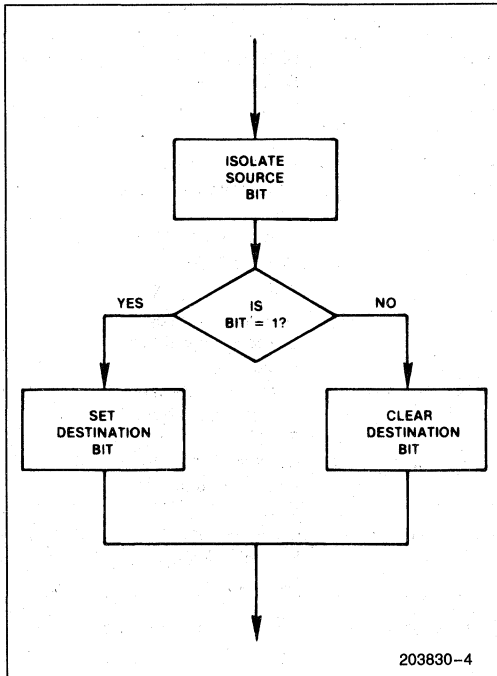 ISOLATE
SOURCE
BIT
IS
BIT = 1?
YES
NO
SET
DESTINATION
BIT
CLEAR
DESTINATION
BIT
203830-4